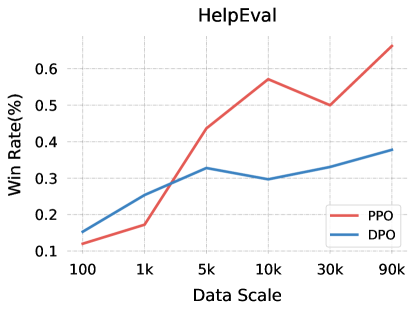 HelpEval
Win Rate(%)
0.6
0.5
0.4
0.3
0.2
0.1
100 1k 5k 10k 30k 90k
Data Scale
PPO
DPO